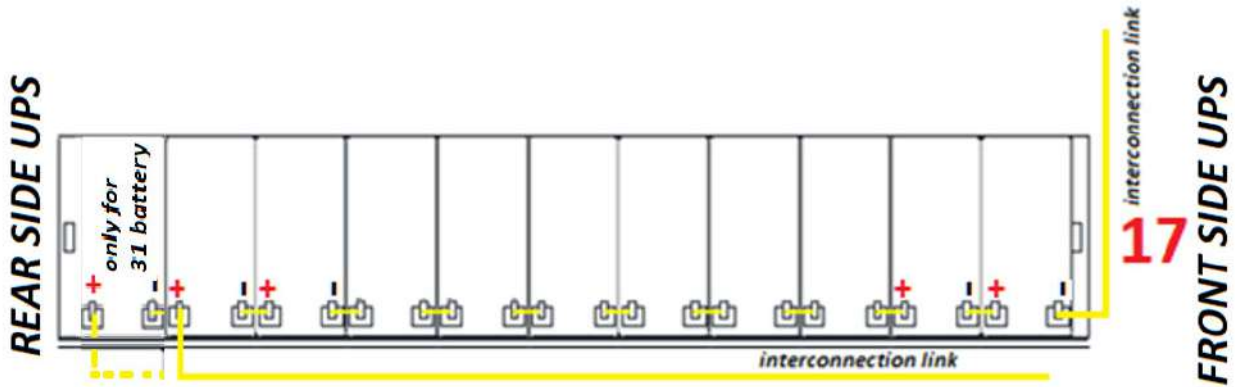 REAR SIDE UPS
only for
31 battery
+
-
+
-
+
-
+
-
+
-
interconnection link
interconnection link
17
FRONT SIDE UPS